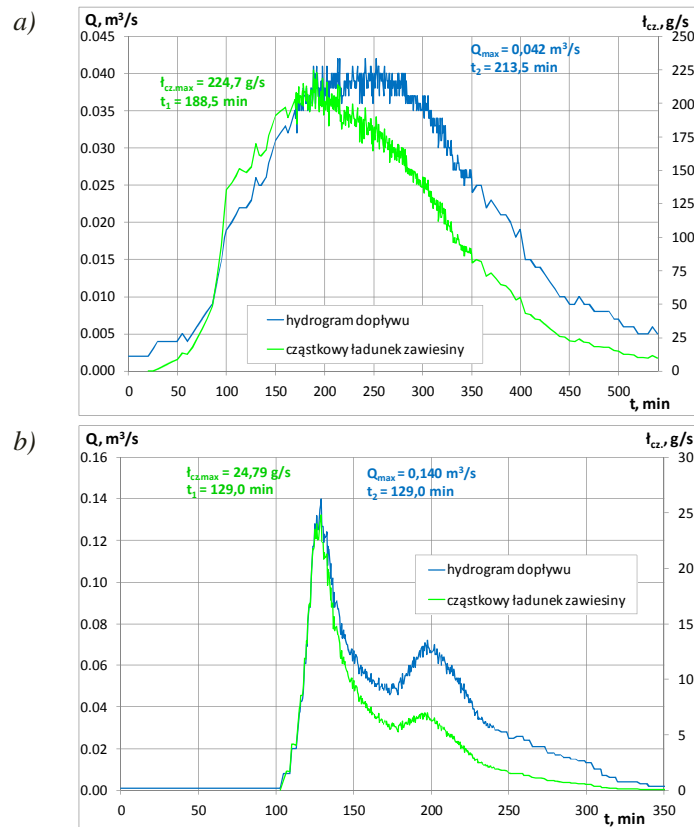 a)
Q, m³/s
ł_cz., g/s
0.045
0.040
0.035
0.030
0.025
0.020
0.015
0.010
0.005
0.000
250
225
200
175
150
125
100
75
50
25
0
ł_cz.max = 224,7 g/s
t₁ = 188,5 min
Q_max = 0,042 m³/s
t₂ = 213,5 min
hydrogram dopływu
cząstkowy ładunek zawiesiny
0 50 100 150 200 250 300 350 400 450 500
t, min
b)
Q, m³/s
ł_cz., g/s
0.16
0.14
0.12
0.10
0.08
0.06
0.04
0.02
0.00
30
25
20
15
10
5
0
ł_cz.max = 24,79 g/s
t₁ = 129,0 min
Q_max = 0,140 m³/s
t₂ = 129,0 min
hydrogram dopływu
cząstkowy ładunek zawiesiny
0 50 100 150 200 250 300 350
t, min